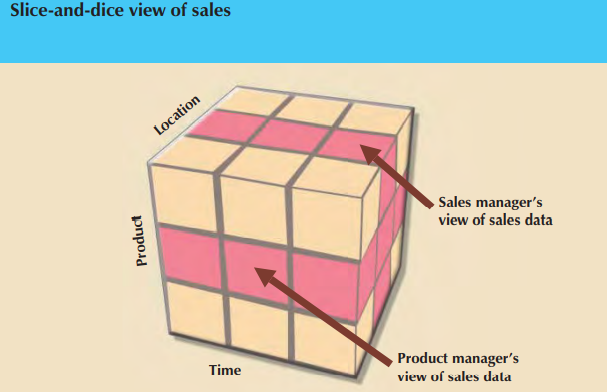 Slice-and-dice view of sales
Location
Sales manager's
view of sales data
Product
Product manager's
view of sales data
Time